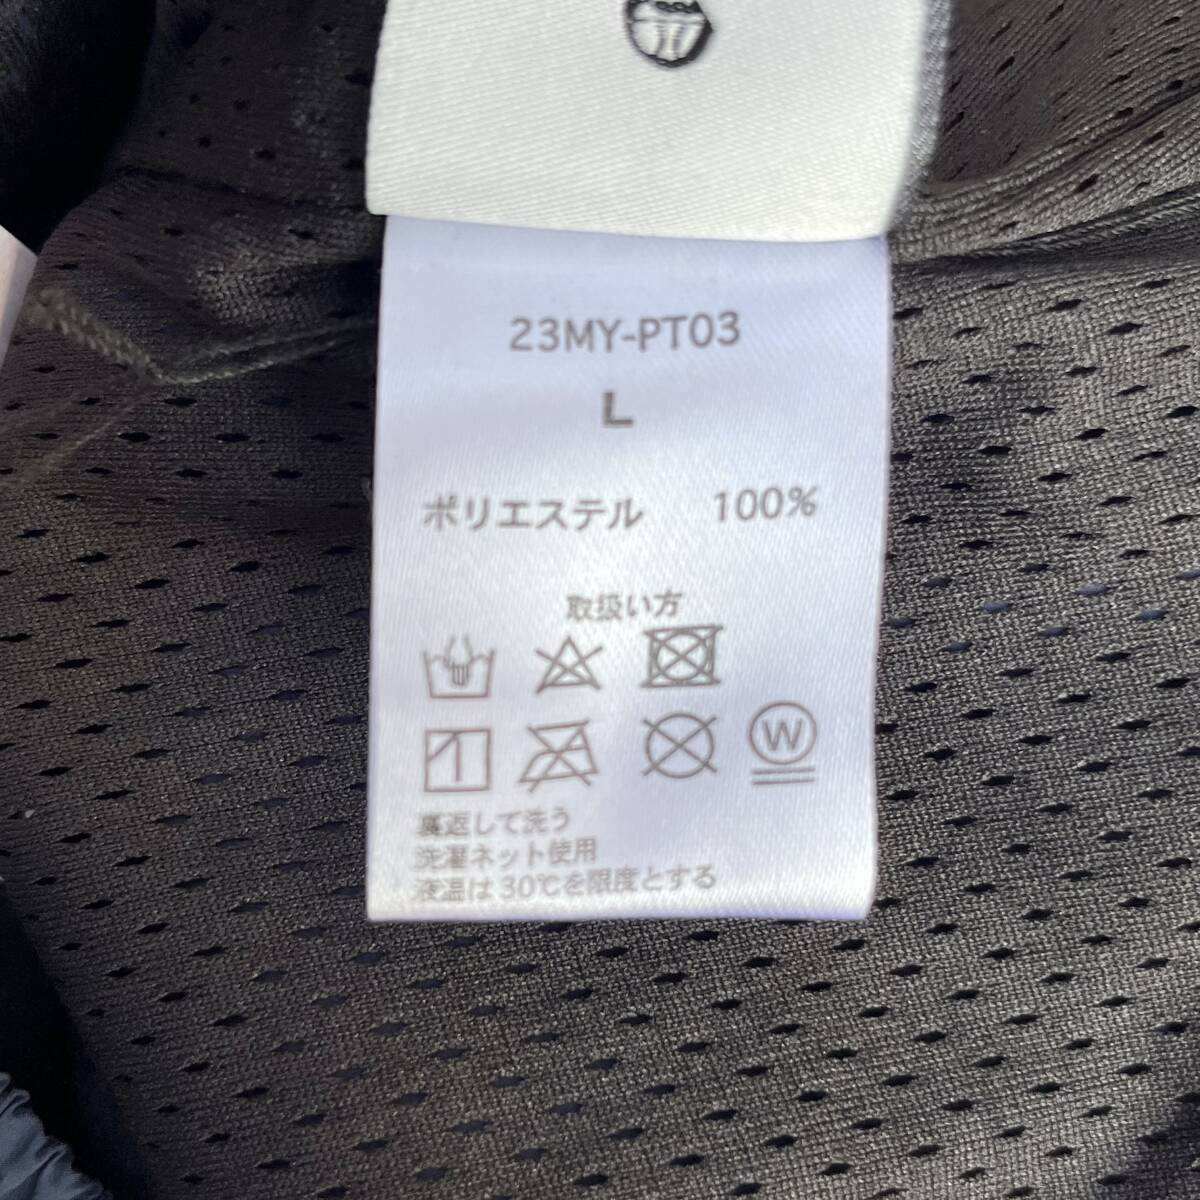 23MY-PT03
L
ポリエステル 100%
取扱い方
W
裏返して洗う
洗濯ネット使用
液温は30℃を限度とする